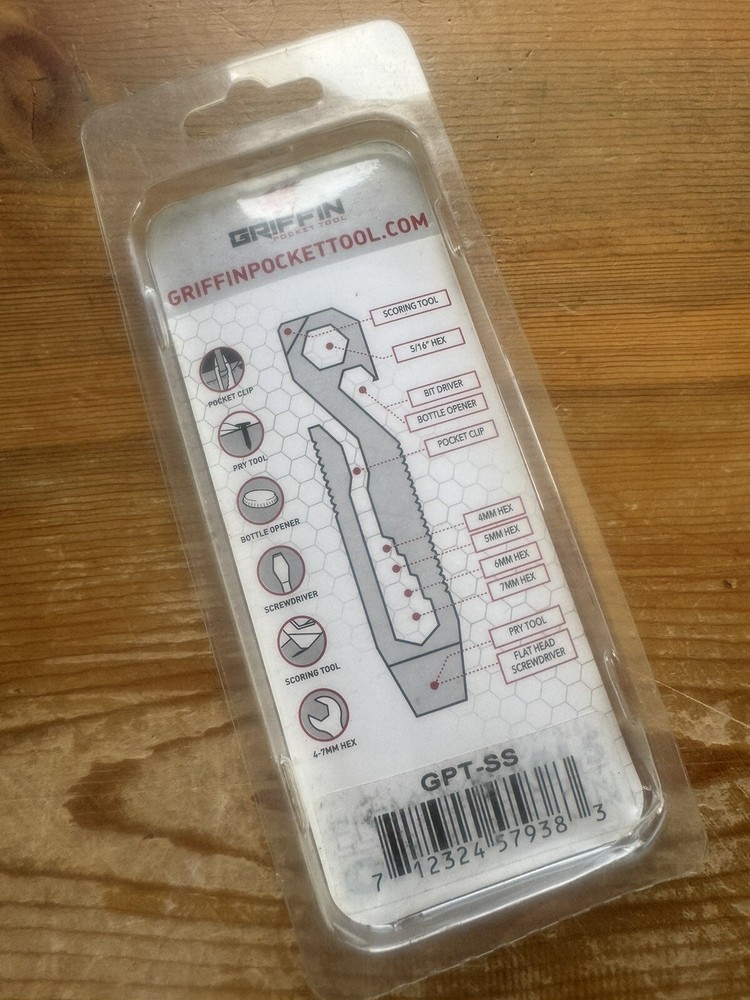 GRIFFIN
POCKET TOOL
GRIFFINPOCKETTOOL.COM
SCORING TOOL
5/16" HEX
BIT DRIVER
BOTTLE OPENER
POCKET CLIP
4MM HEX
5MM HEX
6MM HEX
7MM HEX
PRY TOOL
FLAT HEAD
SCREWDRIVER
POCKET CLIP
PRY TOOL
BOTTLE OPENER
SCREWDRIVER
SCORING TOOL
4-7MM HEX
GPT-SS
7 12324 57938 3